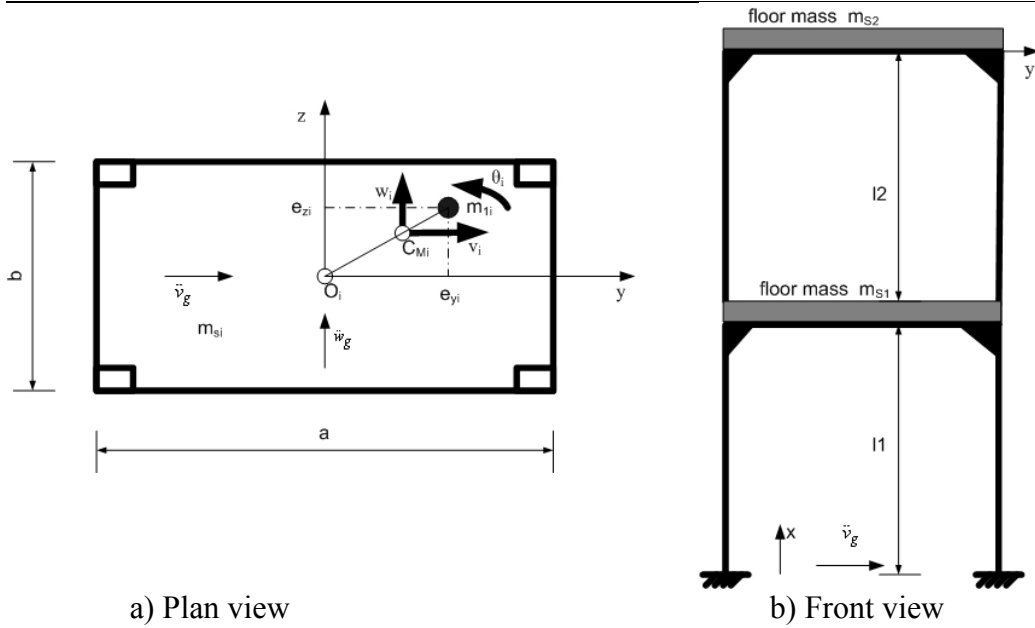 z
w_i
θ_i
e_zi
m_1i
C_Mi
v_i
b
v̈_g
O_i
e_yi
y
m_si
ẅ_g
a
a) Plan view
floor mass m_S2
y
l2
floor mass m_S1
l1
x
v̈_g
b) Front view